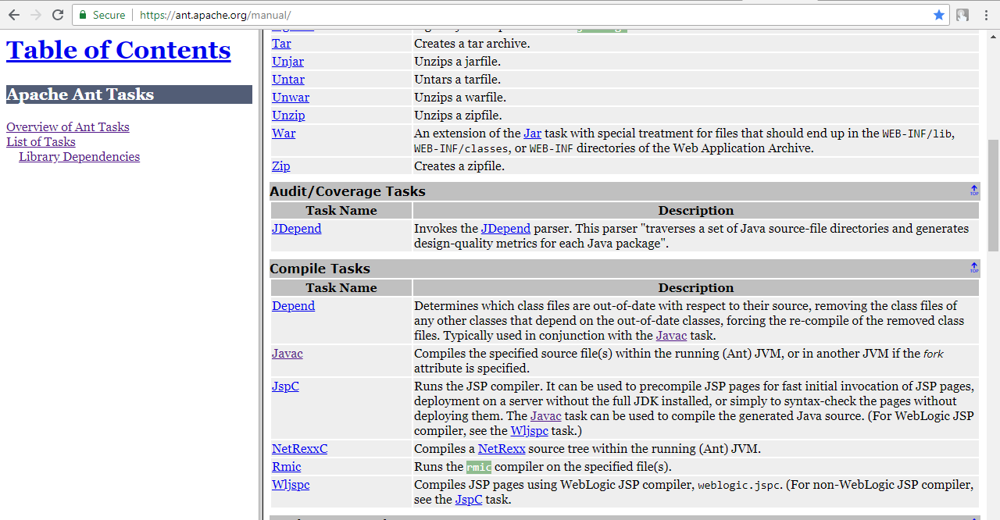 Secure https://ant.apache.org/manual/
Table of Contents
Apache Ant Tasks
Overview of Ant Tasks
List of Tasks
Library Dependencies
Tar Creates a tar archive.
Unjar Unzips a jarfile.
Untar Untars a tarfile.
Unwar Unzips a warfile.
Unzip Unzips a zipfile.
War An extension of the Jar task with special treatment for files that should end up in the WEB-INF/lib,
WEB-INF/classes, or WEB-INF directories of the Web Application Archive.
Zip Creates a zipfile.
Audit/Coverage Tasks TOP
Task Name Description
JDepend Invokes the JDepend parser. This parser "traverses a set of Java source-file directories and generates
design-quality metrics for each Java package".
Compile Tasks TOP
Task Name Description
Depend Determines which class files are out-of-date with respect to their source, removing the class files of
any other classes that depend on the out-of-date classes, forcing the re-compile of the removed class
files. Typically used in conjunction with the Javac task.
Javac Compiles the specified source file(s) within the running (Ant) JVM, or in another JVM if the fork
attribute is specified.
JspC Runs the JSP compiler. It can be used to precompile JSP pages for fast initial invocation of JSP pages,
deployment on a server without the full JDK installed, or simply to syntax-check the pages without
deploying them. The Javac task can be used to compile the generated Java source. (For WebLogic JSP
compiler, see the Wljspc task.)
NetRexxC Compiles a NetRexx source tree within the running (Ant) JVM.
Rmic Runs the rmic compiler on the specified file(s).
Wljspc Compiles JSP pages using WebLogic JSP compiler, weblogic.jspc. (For non-WebLogic JSP compiler,
see the JspC task.